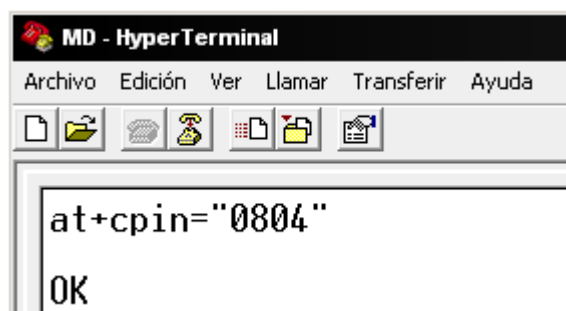 MD - HyperTerminal
Archivo Edición Ver Llamar Transferir Ayuda
at+cpin="0804"
OK